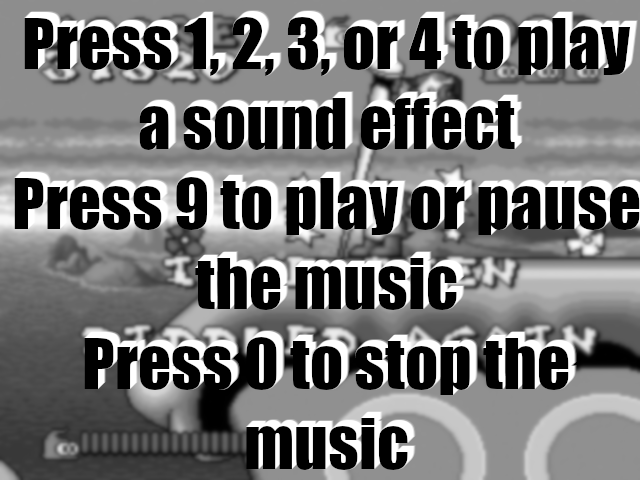 Press 1, 2, 3, or 4 to play
a sound effect
Press 9 to play or pause
the music
Press 0 to stop the
music